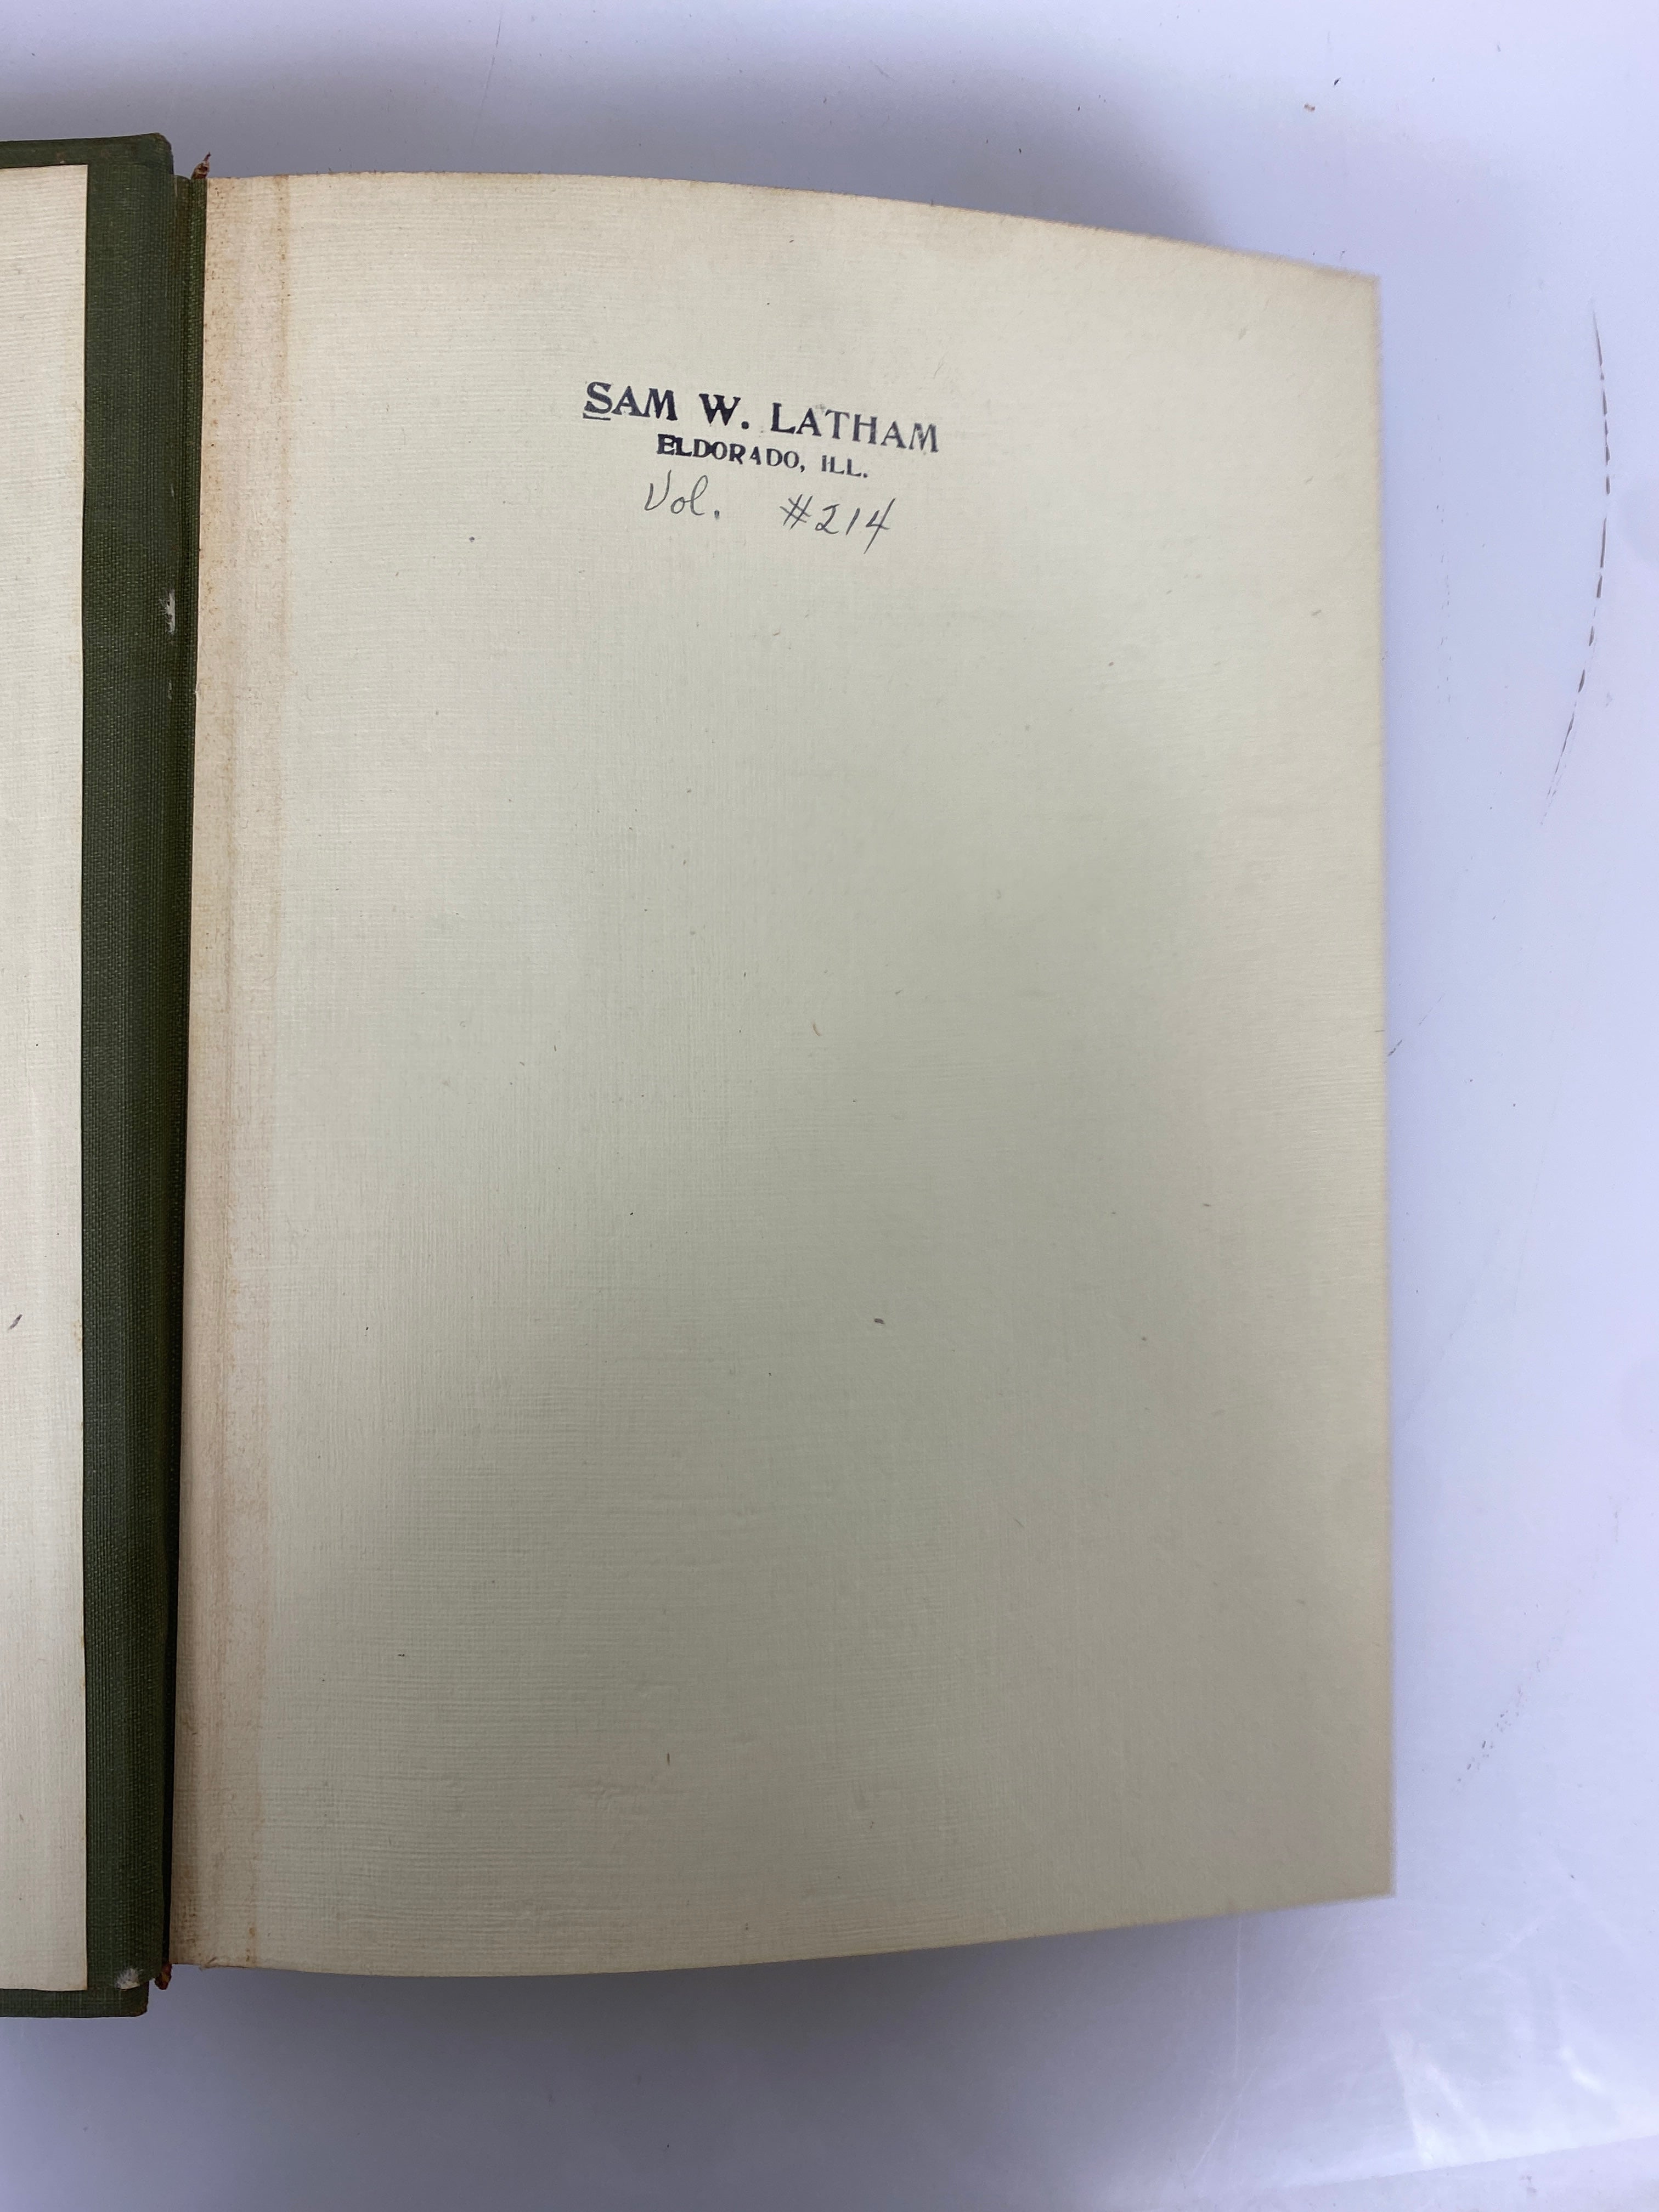 SAM W. LATHAM
ELDORADO, ILL.
Vol. #214